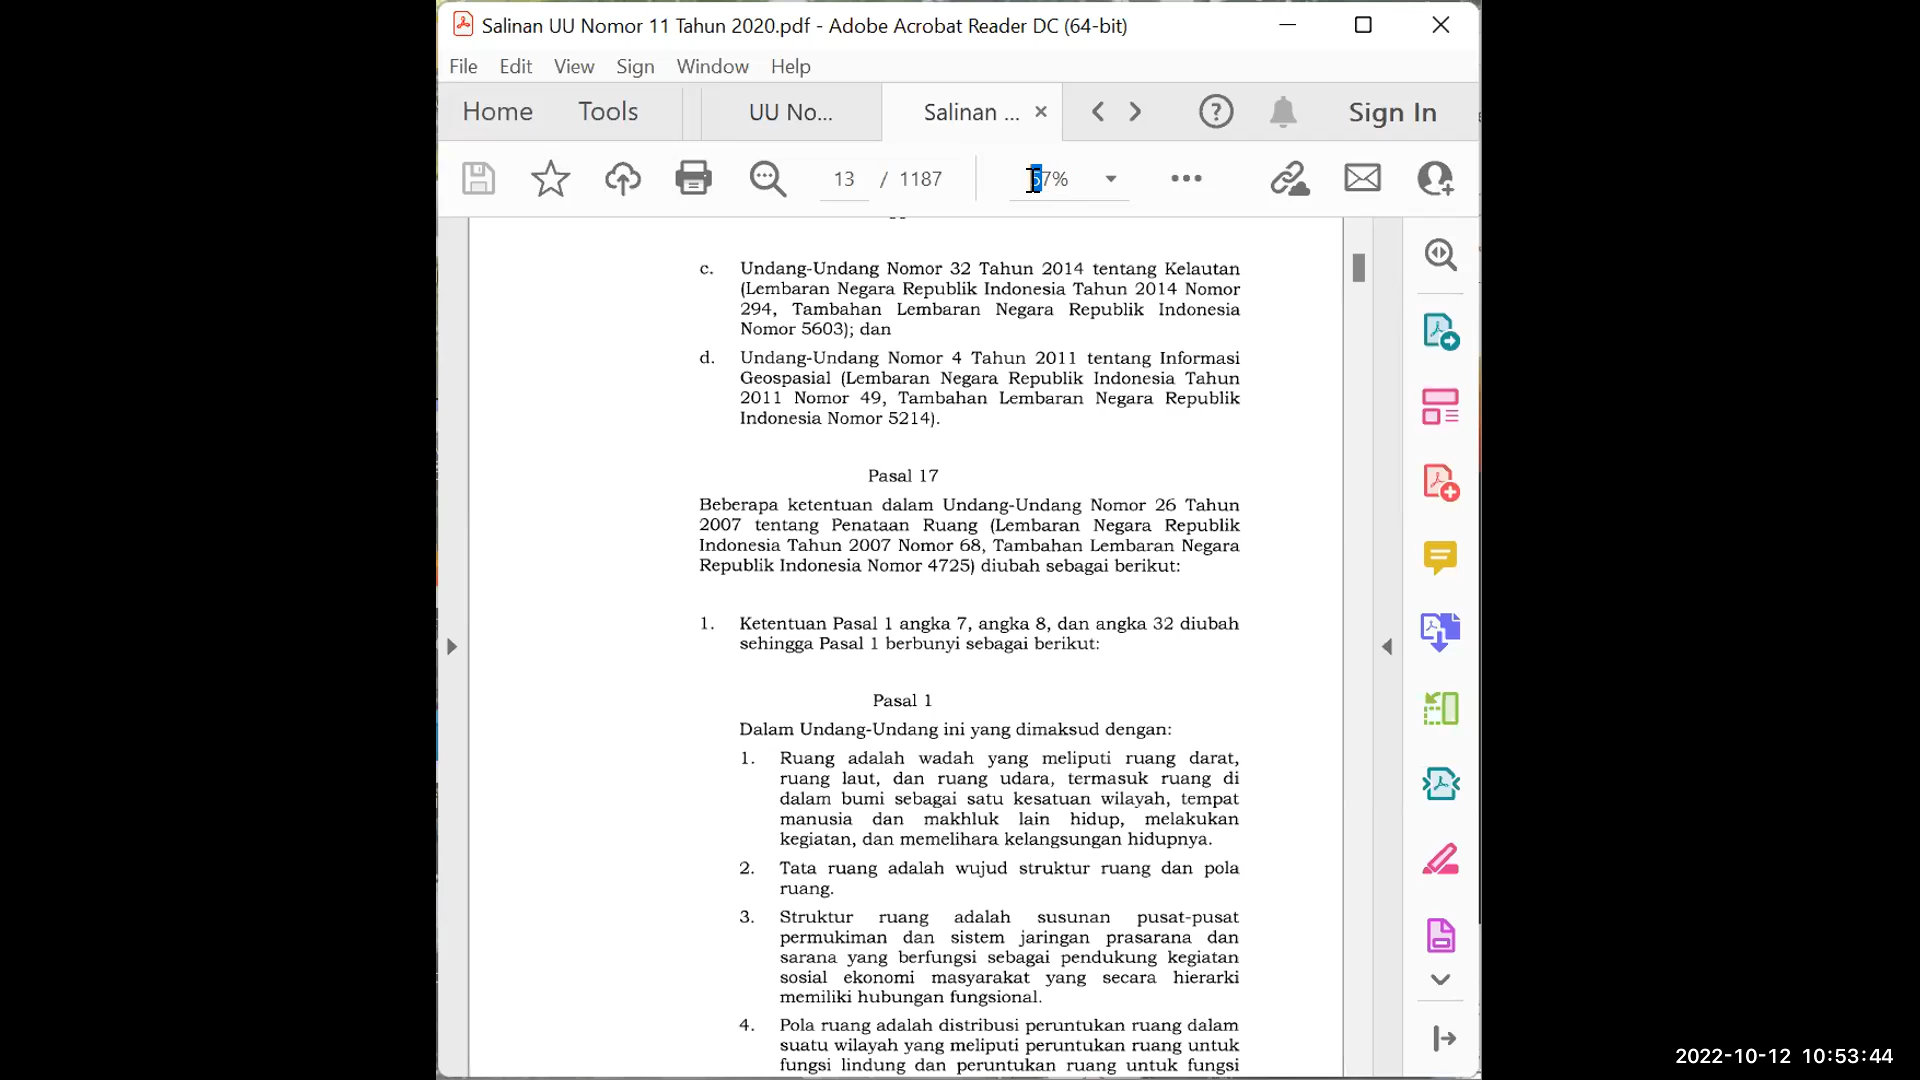 Salinan UU Nomor 11 Tahun 2020.pdf - Adobe Acrobat Reader DC (64-bit)
File Edit View Sign Window Help
Home Tools UU No... Salinan ... Sign In
13 / 1187 57%
c. Undang-Undang Nomor 32 Tahun 2014 tentang Kelautan
(Lembaran Negara Republik Indonesia Tahun 2014 Nomor
294, Tambahan Lembaran Negara Republik Indonesia
Nomor 5603); dan
d. Undang-Undang Nomor 4 Tahun 2011 tentang Informasi
Geospasial (Lembaran Negara Republik Indonesia Tahun
2011 Nomor 49, Tambahan Lembaran Negara Republik
Indonesia Nomor 5214).
Pasal 17
Beberapa ketentuan dalam Undang-Undang Nomor 26 Tahun
2007 tentang Penataan Ruang (Lembaran Negara Republik
Indonesia Tahun 2007 Nomor 68, Tambahan Lembaran Negara
Republik Indonesia Nomor 4725) diubah sebagai berikut:
1. Ketentuan Pasal 1 angka 7, angka 8, dan angka 32 diubah
sehingga Pasal 1 berbunyi sebagai berikut:
Pasal 1
Dalam Undang-Undang ini yang dimaksud dengan:
1. Ruang adalah wadah yang meliputi ruang darat,
ruang laut, dan ruang udara, termasuk ruang di
dalam bumi sebagai satu kesatuan wilayah, tempat
manusia dan makhluk lain hidup, melakukan
kegiatan, dan memelihara kelangsungan hidupnya.
2. Tata ruang adalah wujud struktur ruang dan pola
ruang.
3. Struktur ruang adalah susunan pusat-pusat
permukiman dan sistem jaringan prasarana dan
sarana yang berfungsi sebagai pendukung kegiatan
sosial ekonomi masyarakat yang secara hierarki
memiliki hubungan fungsional.
4. Pola ruang adalah distribusi peruntukan ruang dalam
suatu wilayah yang meliputi peruntukan ruang untuk
fungsi lindung dan peruntukan ruang untuk fungsi
2022-10-12 10:53:44